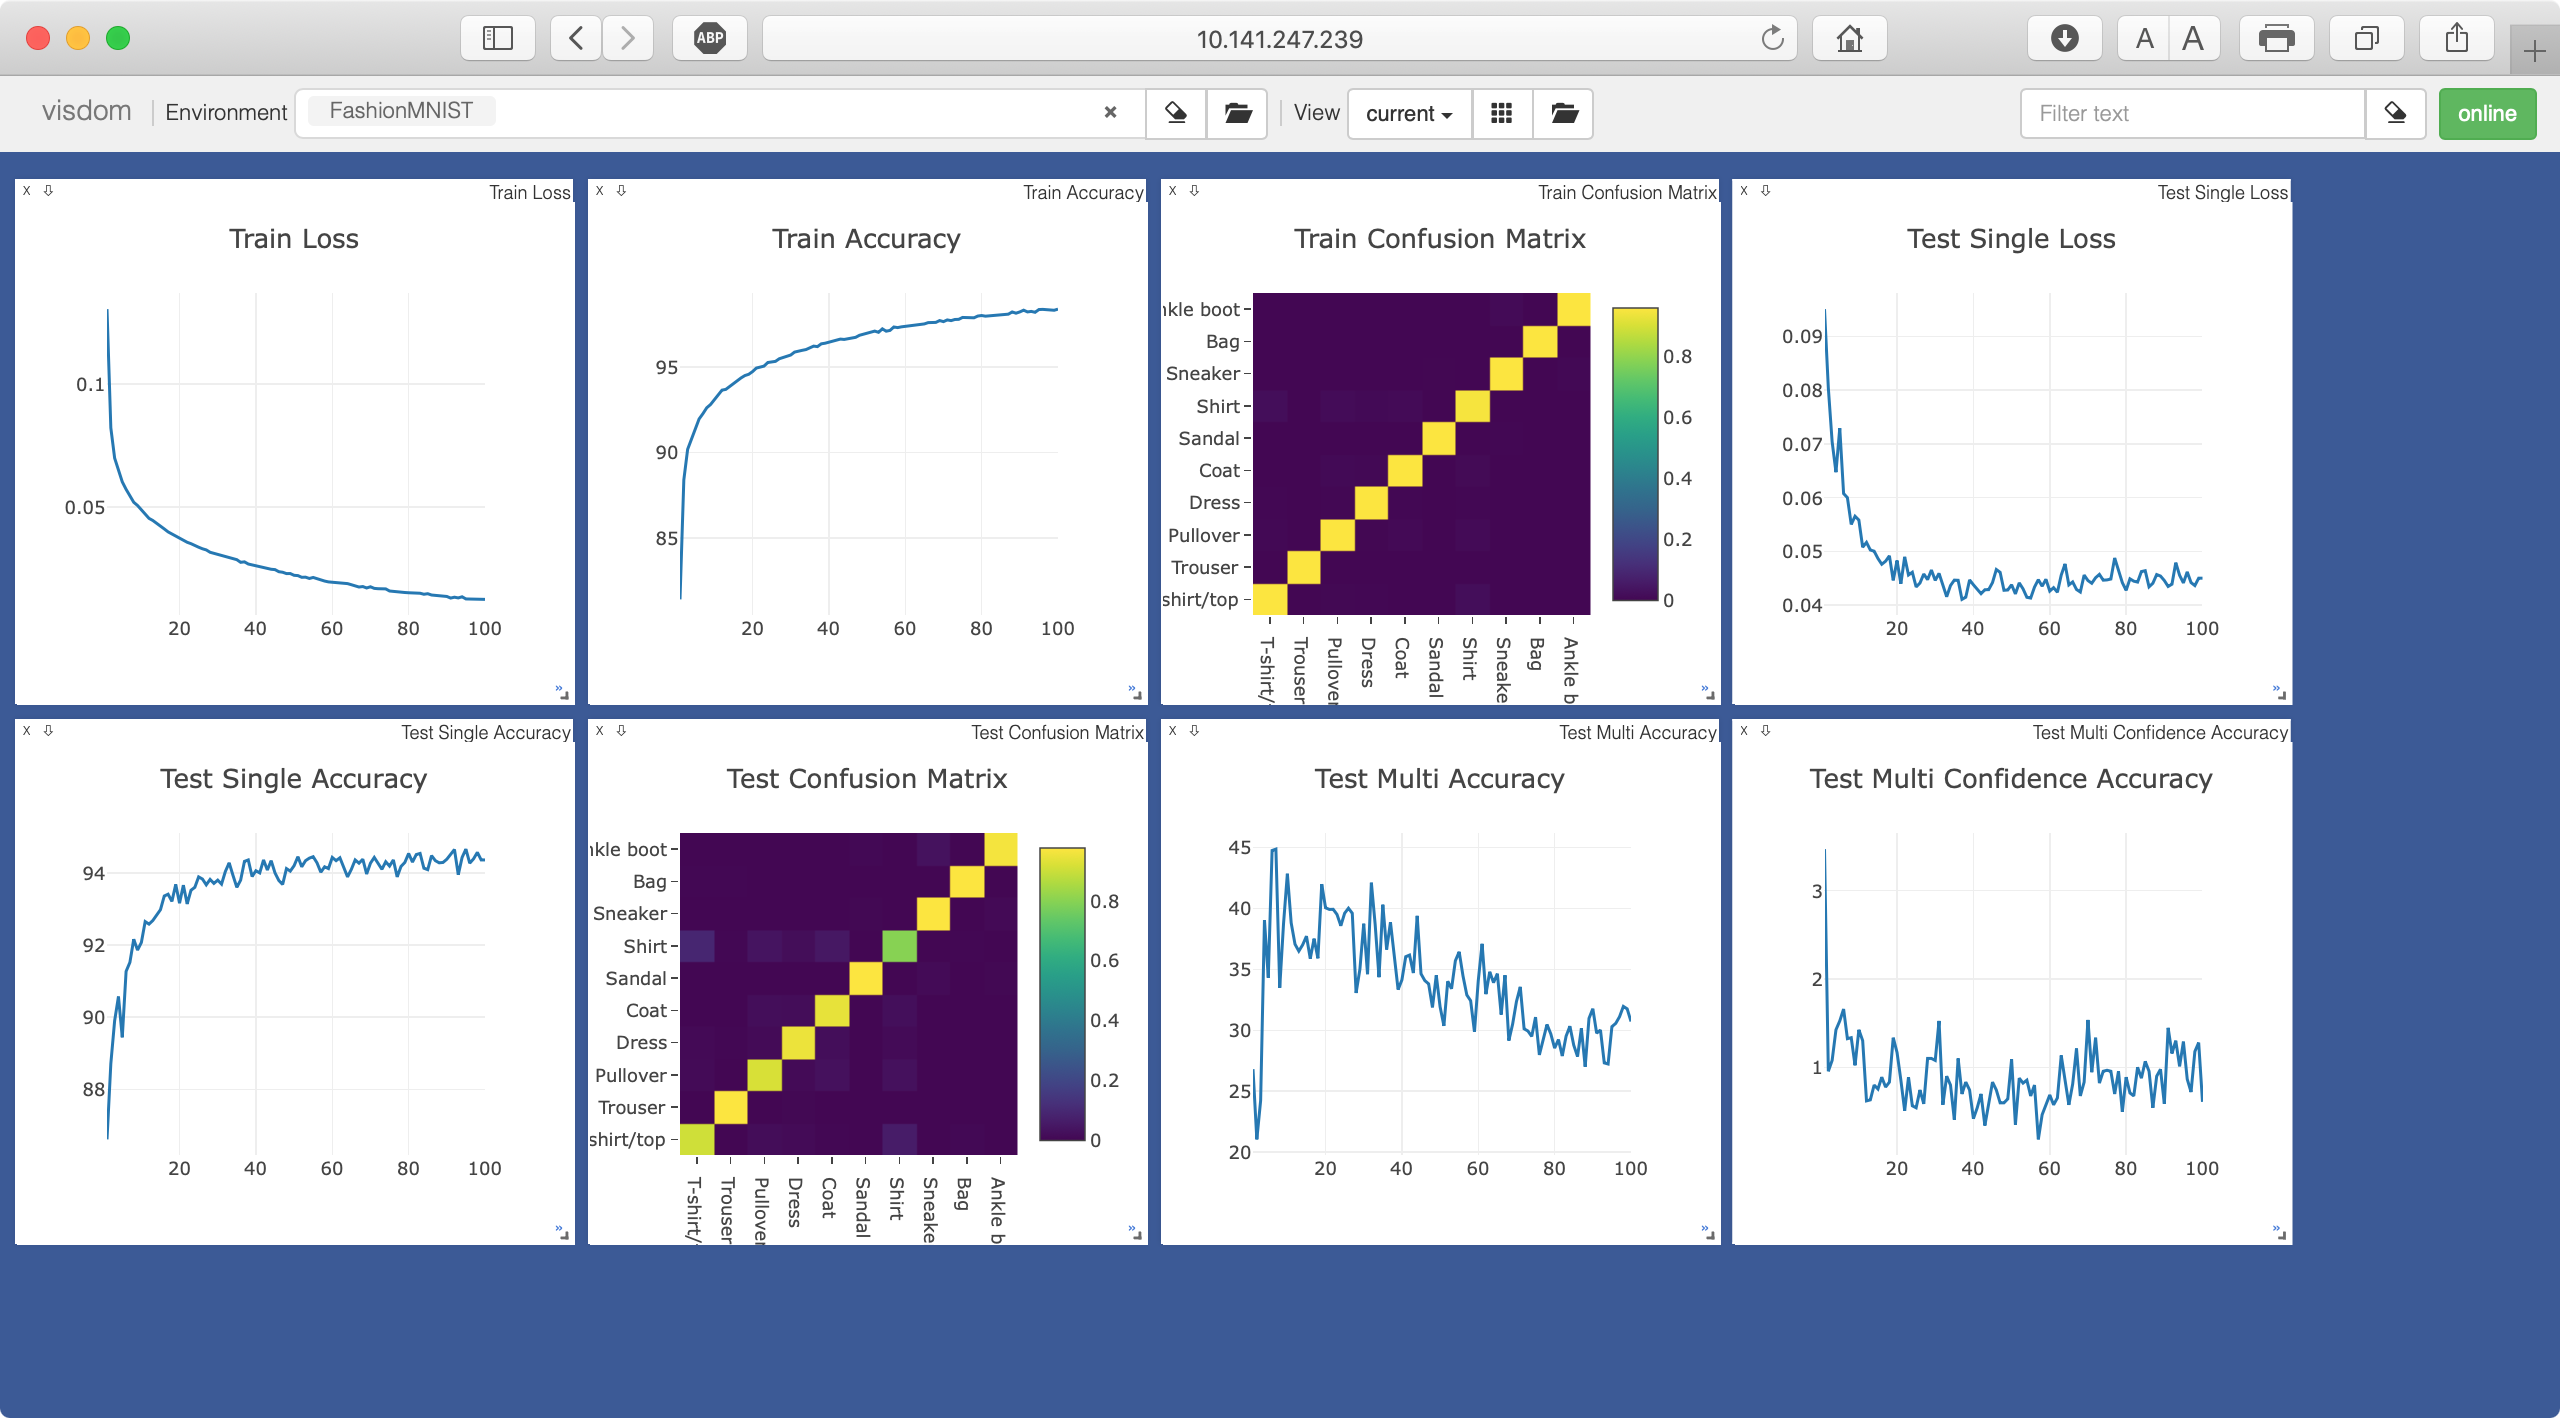 ABP
10.141.247.239
A A
visdom Environment FashionMNIST × View current Filter text online
X Train Loss
Train Loss
0.1
0.05
20 40 60 80 100
X Train Accuracy
Train Accuracy
95
90
85
20 40 60 80 100
X Train Confusion Matrix
Train Confusion Matrix
nkle boot
Bag
Sneaker
Shirt
Sandal
Coat
Dress
Pullover
Trouser
shirt/top
T-shirt/ Trouser Pullover Dress Coat Sandal Shirt Sneake Bag Ankle b
0.8
0.6
0.4
0.2
0
X Test Single Loss
Test Single Loss
0.09
0.08
0.07
0.06
0.05
0.04
20 40 60 80 100
X Test Single Accuracy
Test Single Accuracy
94
92
90
88
20 40 60 80 100
X Test Confusion Matrix
Test Confusion Matrix
nkle boot
Bag
Sneaker
Shirt
Sandal
Coat
Dress
Pullover
Trouser
shirt/top
T-shirt/ Trouser Pullover Dress Coat Sandal Shirt Sneake Bag Ankle b
0.8
0.6
0.4
0.2
0
X Test Multi Accuracy
Test Multi Accuracy
45
40
35
30
25
20
20 40 60 80 100
X Test Multi Confidence Accuracy
Test Multi Confidence Accuracy
3
2
1
20 40 60 80 100